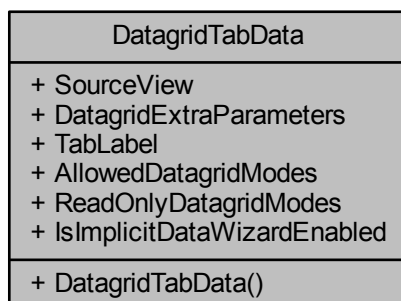 DatagridTabData
+ SourceView
+ DatagridExtraParameters
+ TabLabel
+ AllowedDatagridModes
+ ReadOnlyDatagridModes
+ IsImplicitDataWizardEnabled
+ DatagridTabData()